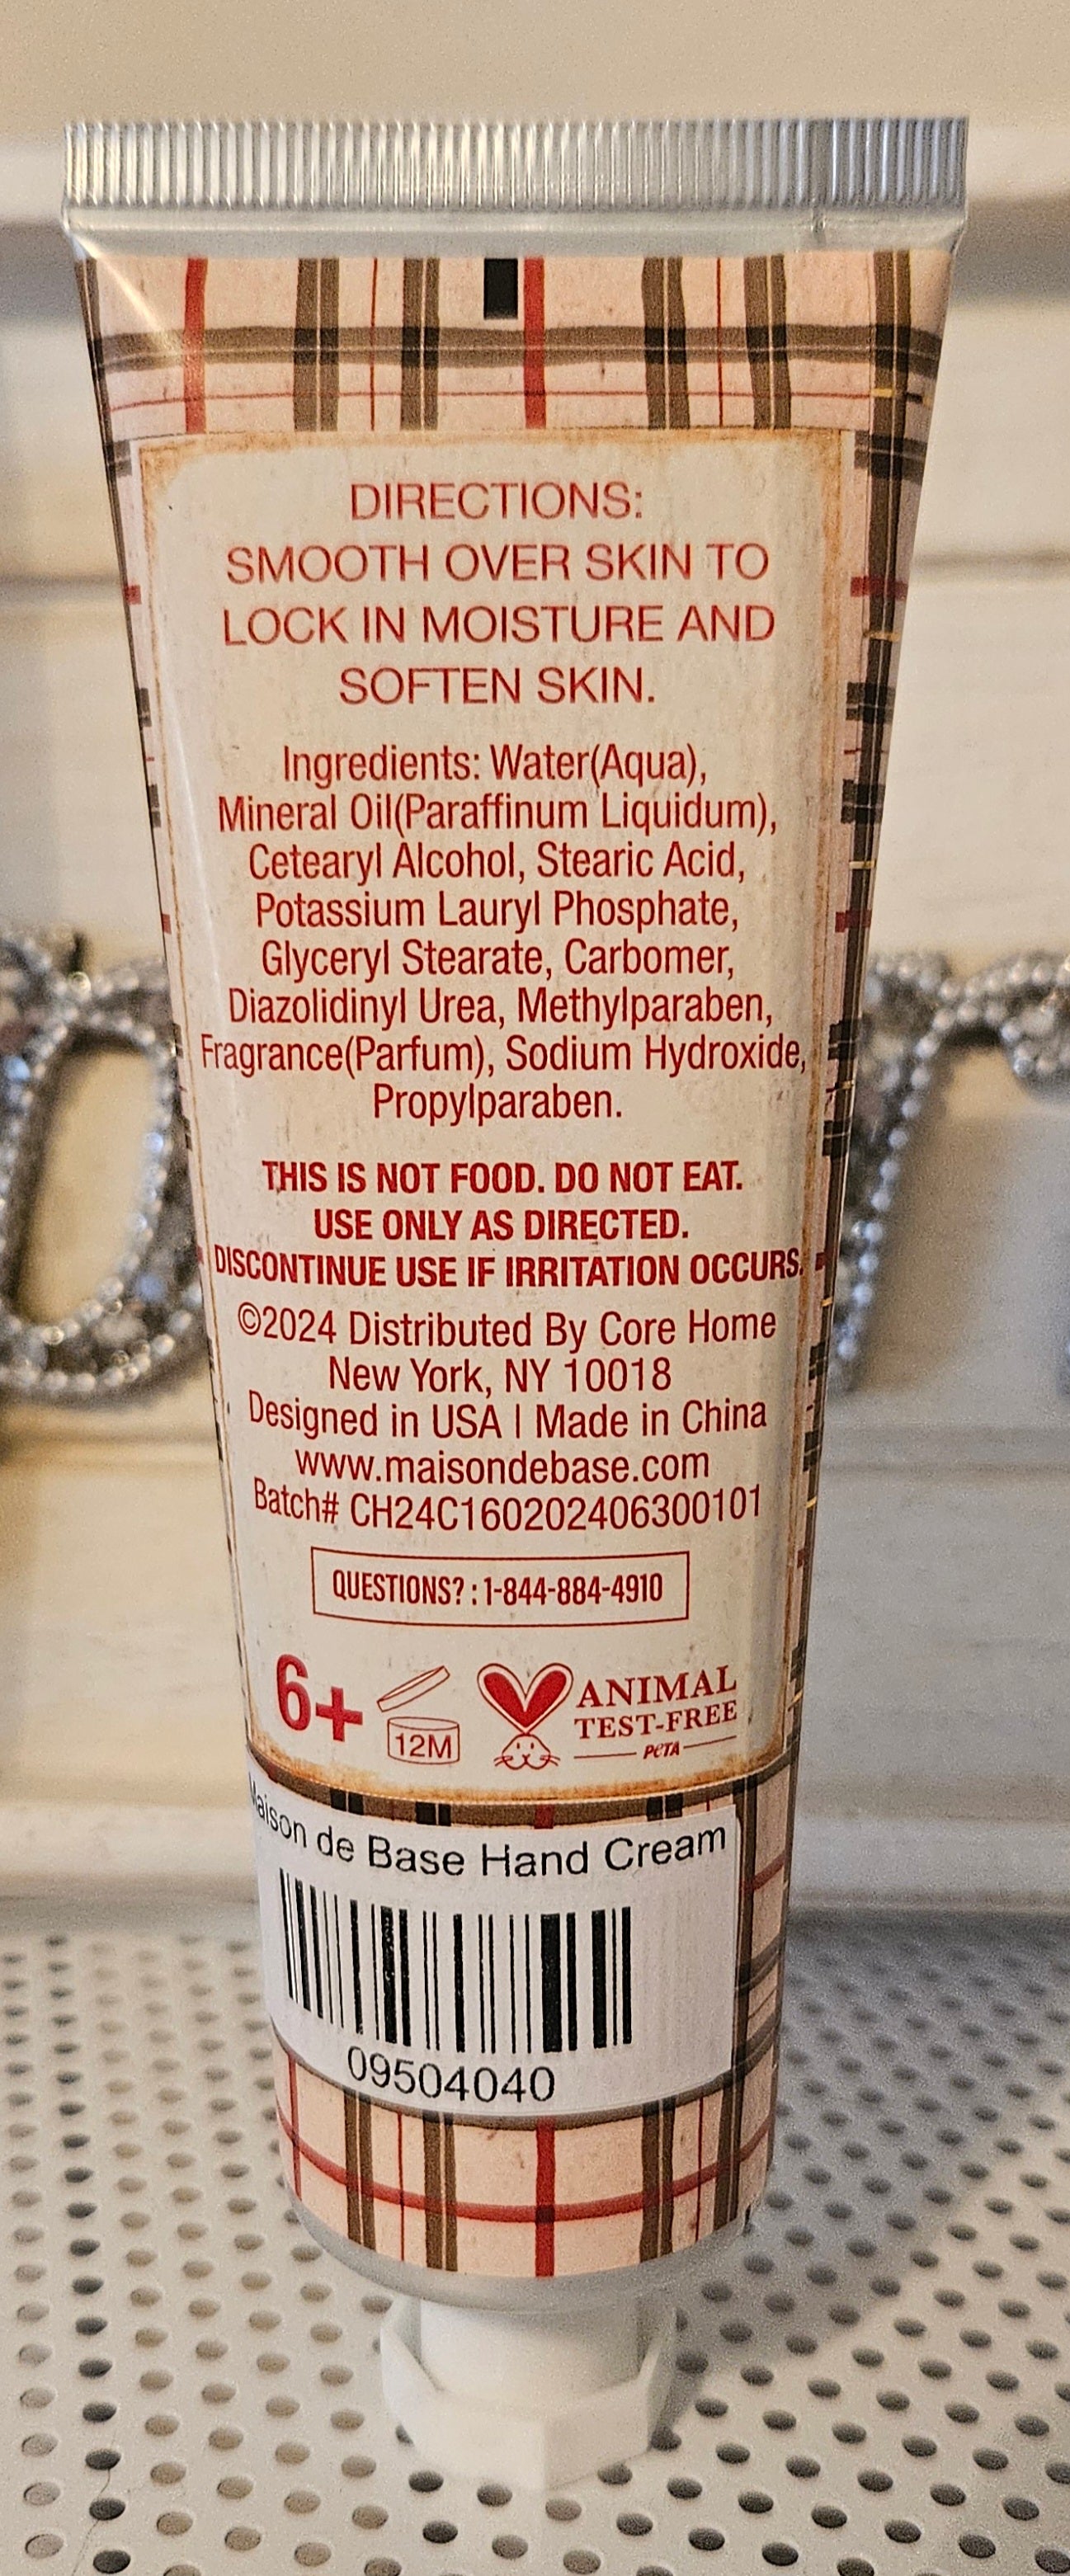 DIRECTIONS:
SMOOTH OVER SKIN TO
LOCK IN MOISTURE AND
SOFTEN SKIN.
Ingredients: Water(Aqua),
Mineral Oil(Paraffinum Liquidum),
Cetearyl Alcohol, Stearic Acid,
Potassium Lauryl Phosphate,
Glyceryl Stearate, Carbomer,
Diazolidinyl Urea, Methylparaben,
Fragrance(Parfum), Sodium Hydroxide,
Propylparaben.
THIS IS NOT FOOD. DO NOT EAT.
USE ONLY AS DIRECTED.
DISCONTINUE USE IF IRRITATION OCCURS.
©2024 Distributed By Core Home
New York, NY 10018
Designed in USA | Made in China
www.maisondebase.com
Batch# CH24C160202406300101
QUESTIONS? : 1-844-884-4910
6+
12M
ANIMAL
TEST-FREE
PETA
Maison de Base Hand Cream
09504040